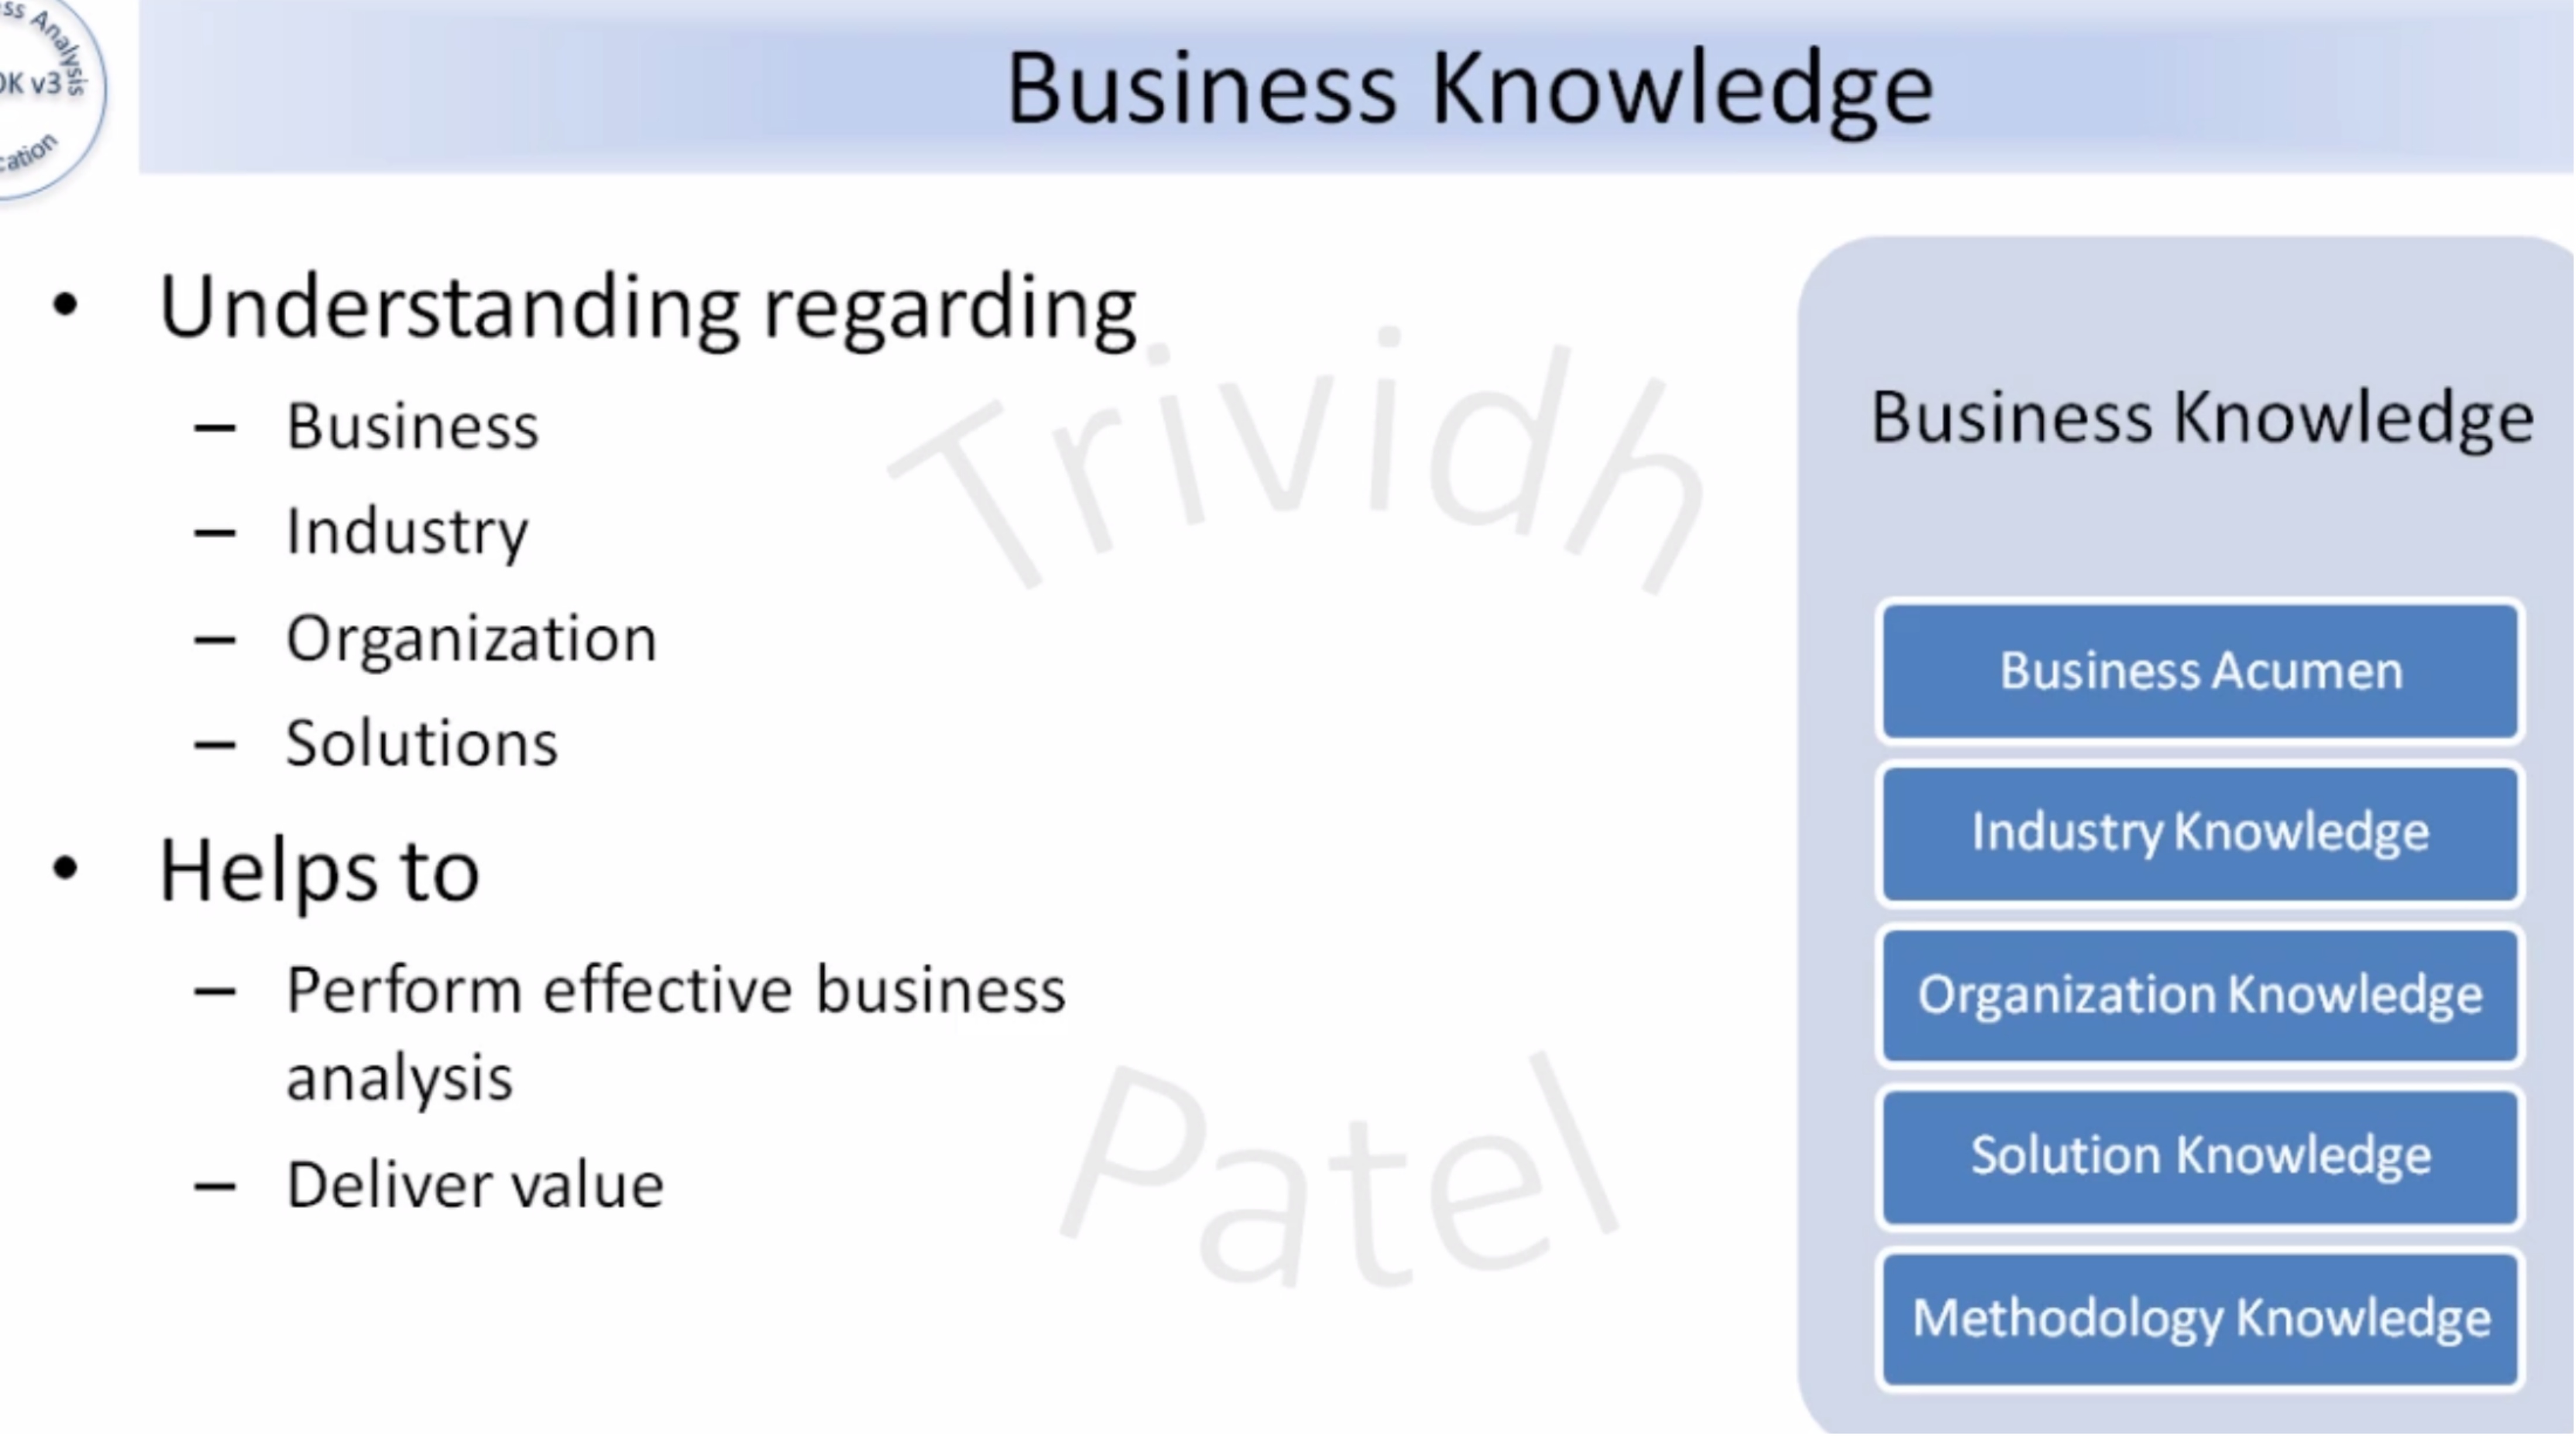 ss Analysis
OK v3
cation
Business Knowledge
• Understanding regarding
– Business
– Industry
– Organization
– Solutions
• Helps to
– Perform effective business
analysis
– Deliver value
Trividh
Patel
Business Knowledge
Business Acumen
Industry Knowledge
Organization Knowledge
Solution Knowledge
Methodology Knowledge